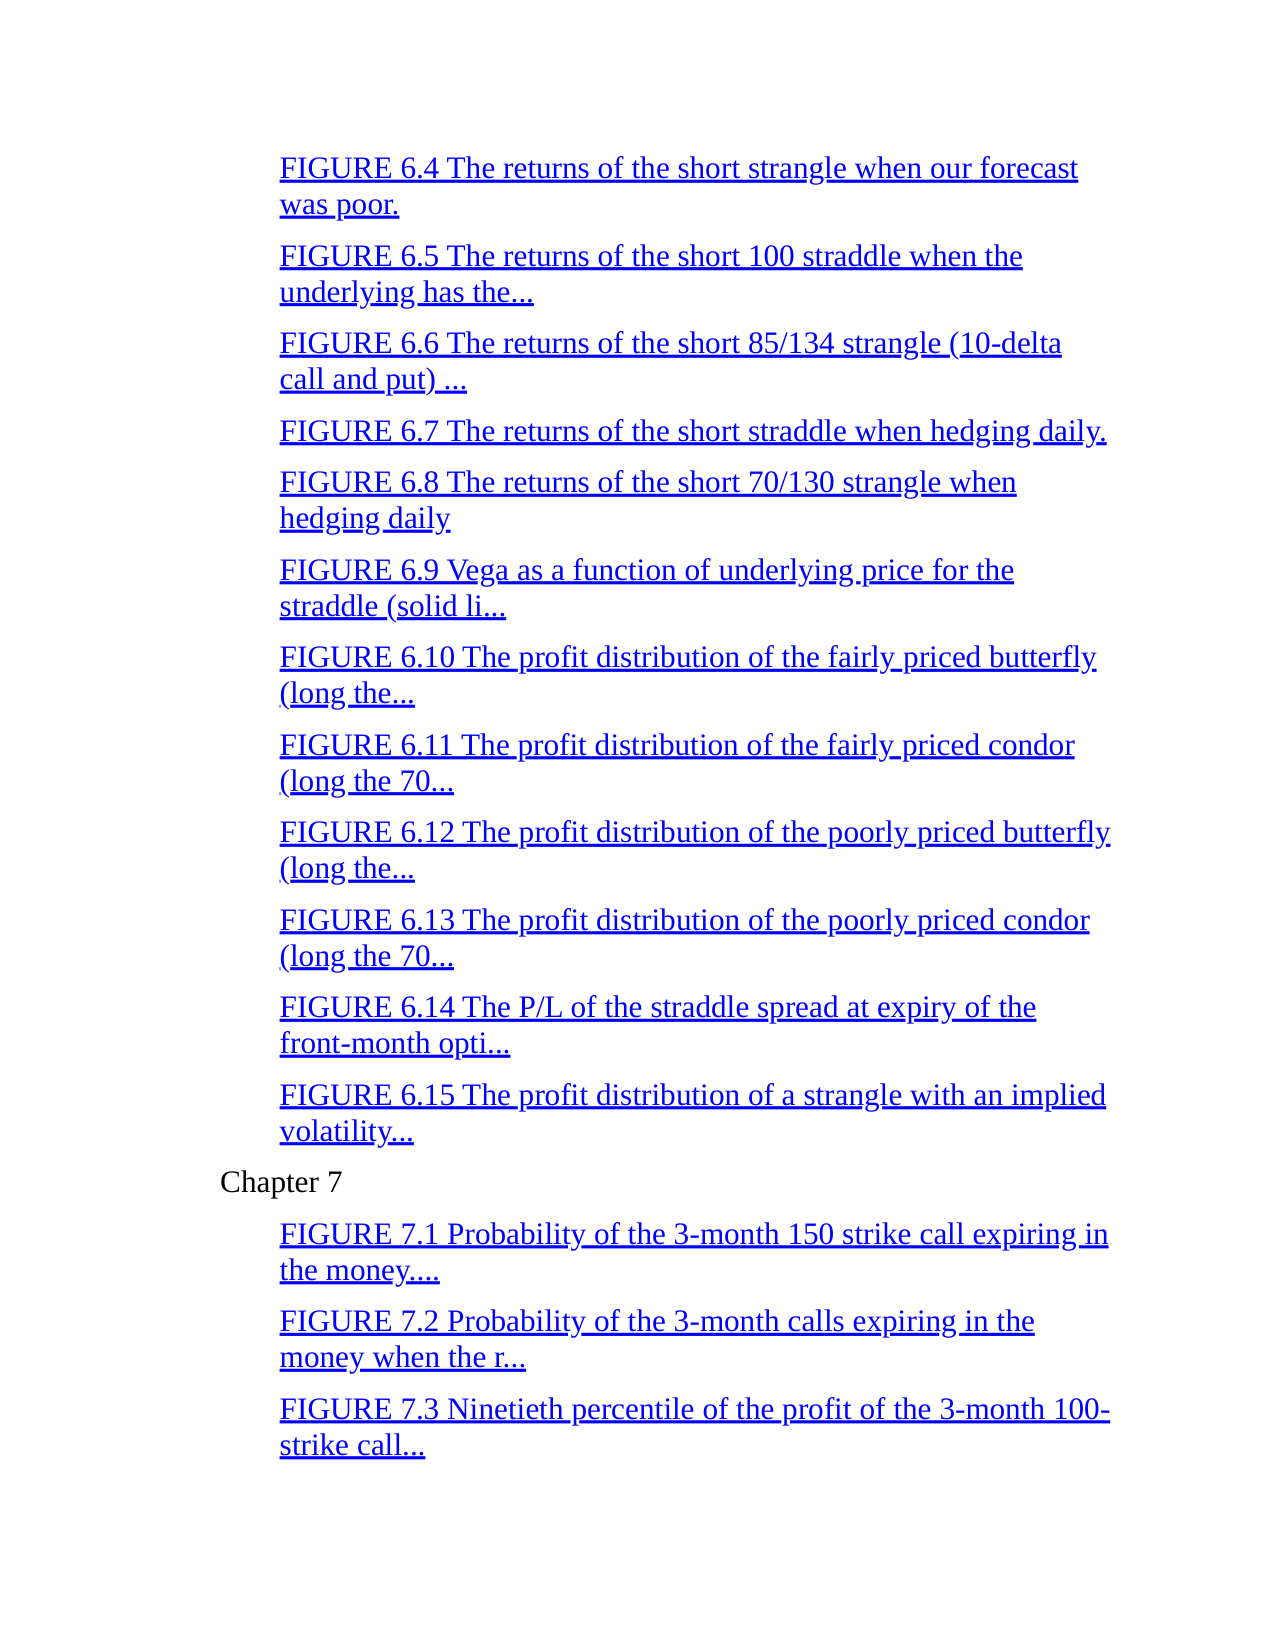 FIGURE 6.4 The returns of the short strangle when our forecast
was poor.
FIGURE 6.5 The returns of the short 100 straddle when the
underlying has the...
FIGURE 6.6 The returns of the short 85/134 strangle (10-delta
call and put) ...
FIGURE 6.7 The returns of the short straddle when hedging daily.
FIGURE 6.8 The returns of the short 70/130 strangle when
hedging daily
FIGURE 6.9 Vega as a function of underlying price for the
straddle (solid li...
FIGURE 6.10 The profit distribution of the fairly priced butterfly
(long the...
FIGURE 6.11 The profit distribution of the fairly priced condor
(long the 70...
FIGURE 6.12 The profit distribution of the poorly priced butterfly
(long the...
FIGURE 6.13 The profit distribution of the poorly priced condor
(long the 70...
FIGURE 6.14 The P/L of the straddle spread at expiry of the
front-month opti...
FIGURE 6.15 The profit distribution of a strangle with an implied
volatility...
Chapter 7
FIGURE 7.1 Probability of the 3-month 150 strike call expiring in
the money....
FIGURE 7.2 Probability of the 3-month calls expiring in the
money when the r...
FIGURE 7.3 Ninetieth percentile of the profit of the 3-month 100-
strike call...